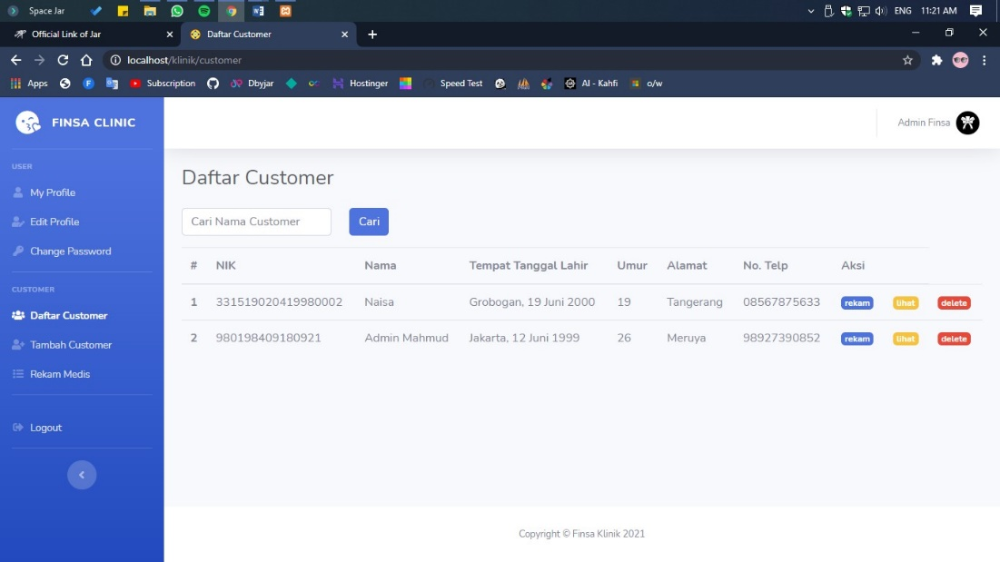 Space Jar
ENG 11:21 AM
Official Link of Jar
Daftar Customer
localhost/klinik/customer
Apps Subscription Dbyjar Hostinger Speed Test AI - Kahfi o/w
FINSA CLINIC
Admin Finsa
USER
My Profile
Edit Profile
Change Password
CUSTOMER
Daftar Customer
Tambah Customer
Rekam Medis
Logout
Daftar Customer
Cari Nama Customer Cari
# NIK Nama Tempat Tanggal Lahir Umur Alamat No. Telp Aksi
1 331519020419980002 Naisa Grobogan, 19 Juni 2000 19 Tangerang 08567875633 rekam lihat delete
2 980198409180921 Admin Mahmud Jakarta, 12 Juni 1999 26 Meruya 98927390852 rekam lihat delete
Copyright © Finsa Klinik 2021